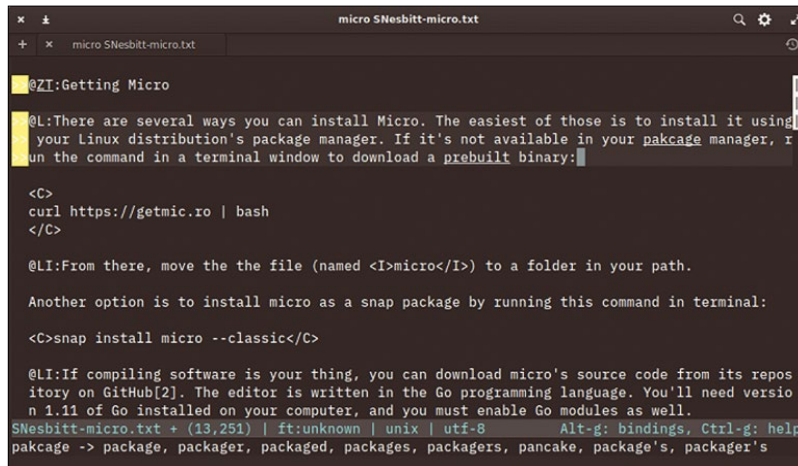 micro SNesbitt-micro.txt
micro SNesbitt-micro.txt
>>@ZT:Getting Micro
>>@L:There are several ways you can install Micro. The easiest of those is to install it using
>> your Linux distribution's package manager. If it's not available in your pakcage manager, r
>>un the command in a terminal window to download a prebuilt binary:
<C>
curl https://getmic.ro | bash
</C>
@LI:From there, move the the file (named <I>micro</I>) to a folder in your path.
Another option is to install micro as a snap package by running this command in terminal:
<C>snap install micro --classic</C>
@LI:If compiling software is your thing, you can download micro's source code from its repos
itory on GitHub[2]. The editor is written in the Go programming language. You'll need versio
n 1.11 of Go installed on your computer, and you must enable Go modules as well.
SNesbitt-micro.txt + (13,251) | ft:unknown | unix | utf-8 Alt-g: bindings, Ctrl-g: help
pakcage -> package, packager, packaged, packages, packagers, pancake, package's, packager's